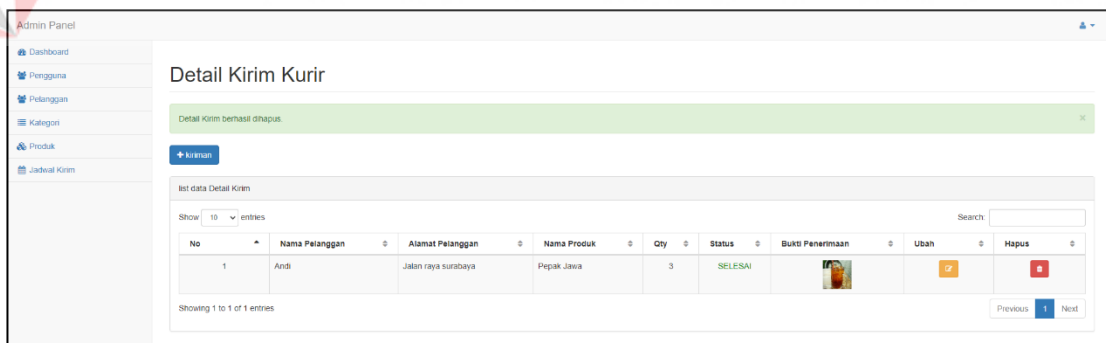 Admin Panel
Dashboard
Pengguna
Pelanggan
Kategori
Produk
Jadwal Kirim
Detail Kirim Kurir
Detail Kirim berhasil dihapus.
+ kiriman
list data Detail Kirim
Show 10 entries Search:
No Nama Pelanggan Alamat Pelanggan Nama Produk Qty Status Bukti Penerimaan Ubah Hapus
1 Andi Jalan raya surabaya Pepak Jawa 3 SELESAI
Showing 1 to 1 of 1 entries Previous 1 Next